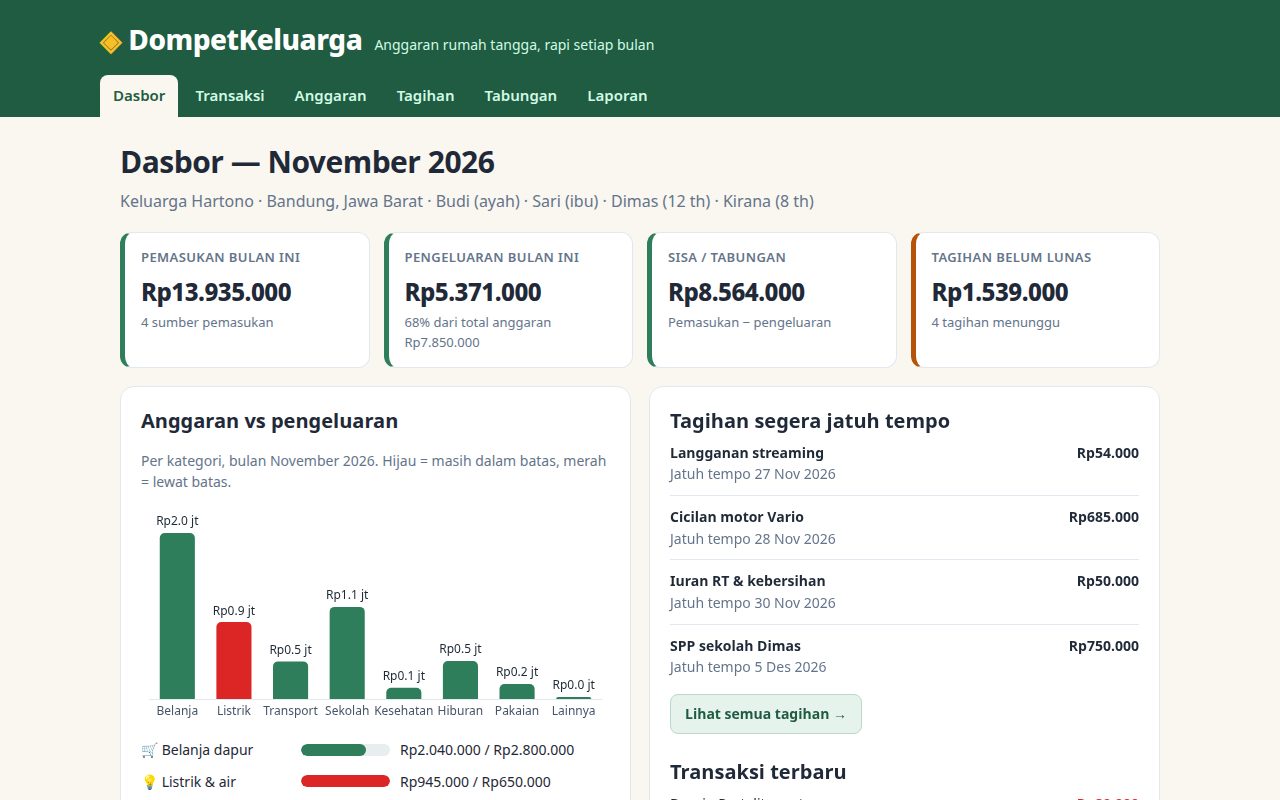 ◈ DompetKeluarga Anggaran rumah tangga, rapi setiap bulan
Dasbor Transaksi Anggaran Tagihan Tabungan Laporan
Dasbor — November 2026
Keluarga Hartono · Bandung, Jawa Barat · Budi (ayah) · Sari (ibu) · Dimas (12 th) · Kirana (8 th)
PEMASUKAN BULAN INI
Rp13.935.000
4 sumber pemasukan
PENGELUARAN BULAN INI
Rp5.371.000
68% dari total anggaran
Rp7.850.000
SISA / TABUNGAN
Rp8.564.000
Pemasukan − pengeluaran
TAGIHAN BELUM LUNAS
Rp1.539.000
4 tagihan menunggu
Anggaran vs pengeluaran
Per kategori, bulan November 2026. Hijau = masih dalam batas, merah
= lewat batas.
Rp2.0 jt
Rp0.9 jt
Rp0.5 jt
Rp1.1 jt
Rp0.1 jt
Rp0.5 jt
Rp0.2 jt
Rp0.0 jt
Belanja Listrik Transport Sekolah Kesehatan Hiburan Pakaian Lainnya
🛒 Belanja dapur Rp2.040.000 / Rp2.800.000
💡 Listrik & air Rp945.000 / Rp650.000
Tagihan segera jatuh tempo
Langganan streaming Rp54.000
Jatuh tempo 27 Nov 2026
Cicilan motor Vario Rp685.000
Jatuh tempo 28 Nov 2026
Iuran RT & kebersihan Rp50.000
Jatuh tempo 30 Nov 2026
SPP sekolah Dimas Rp750.000
Jatuh tempo 5 Des 2026
Lihat semua tagihan →
Transaksi terbaru